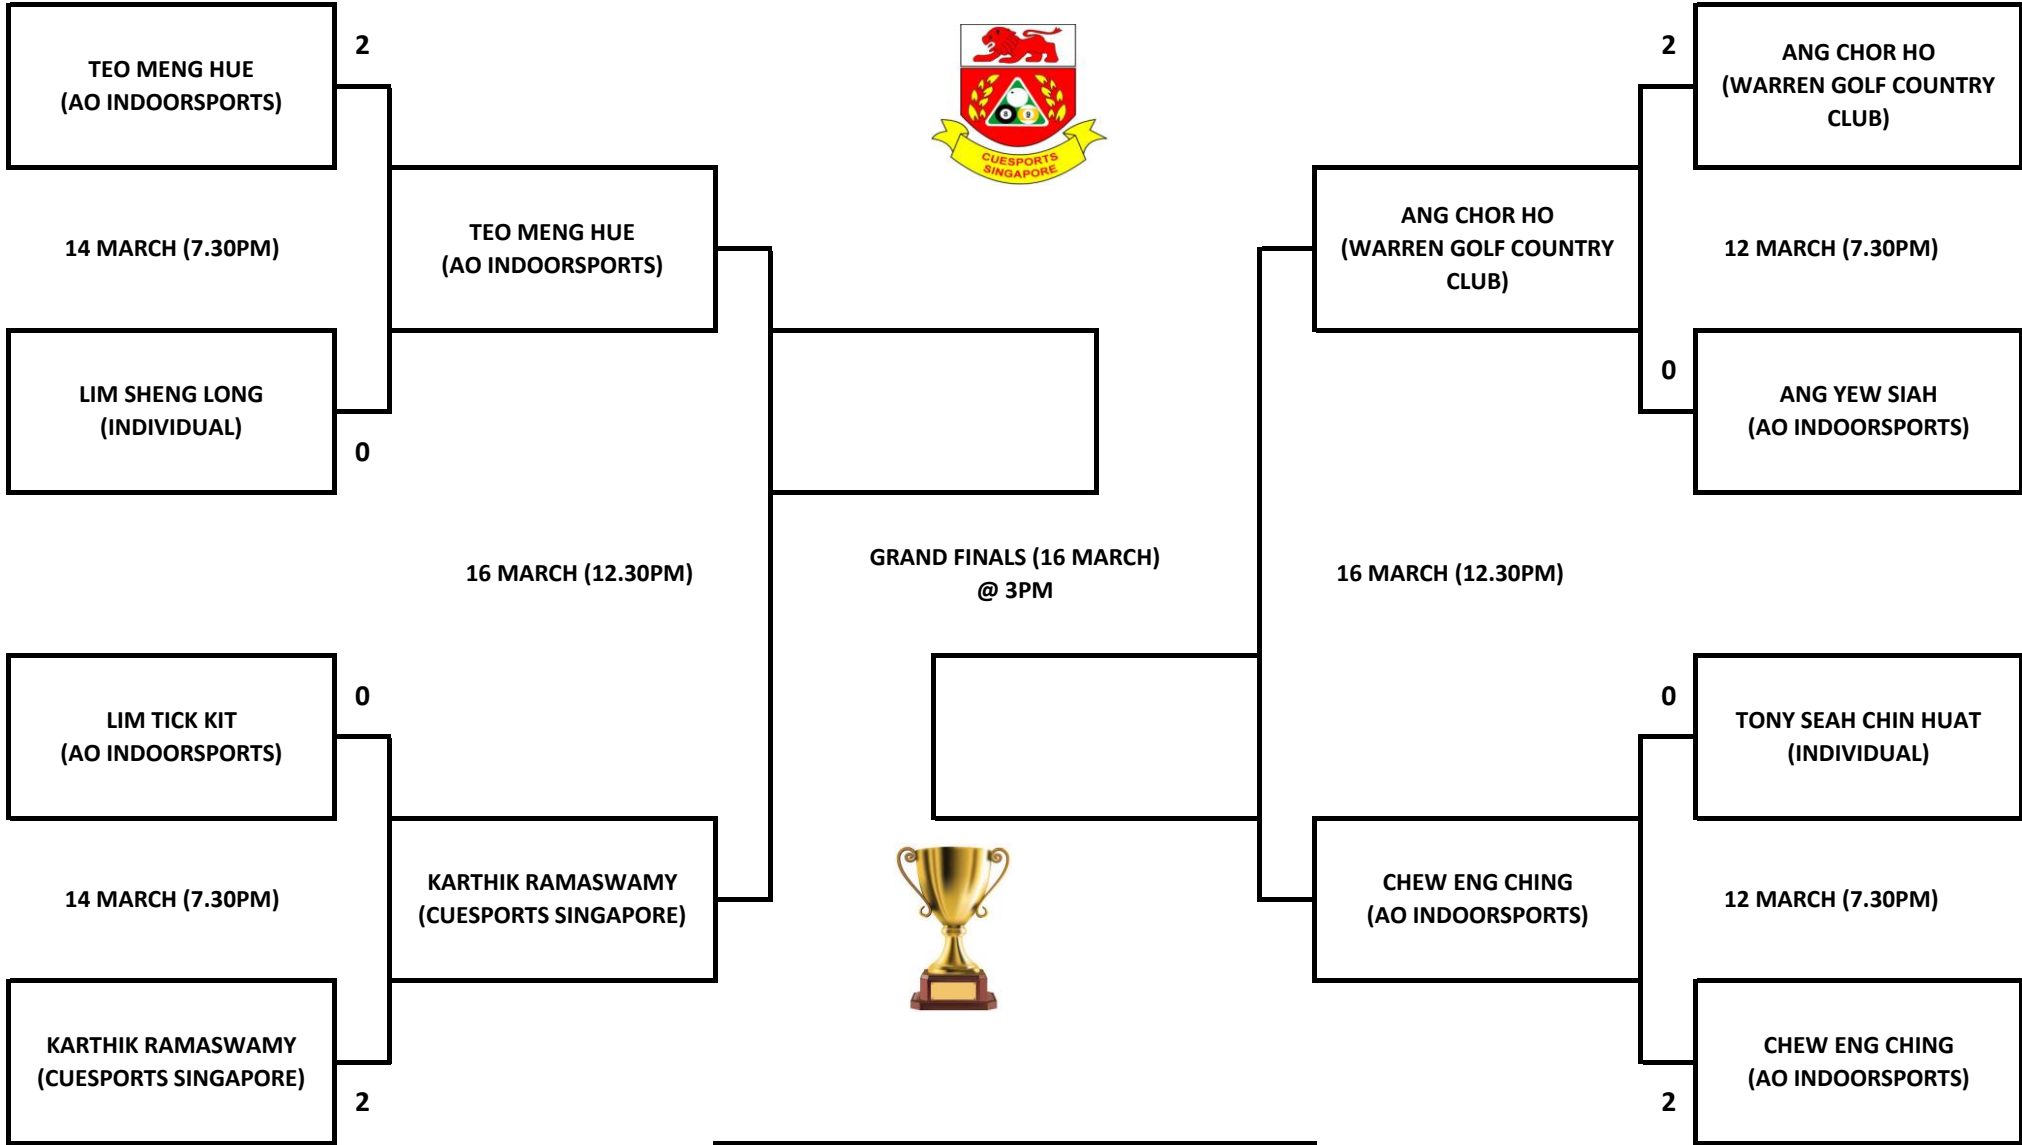 2
TEO MENG HUE
(AO INDOORSPORTS)
14 MARCH (7.30PM)
LIM SHENG LONG
(INDIVIDUAL)
0
TEO MENG HUE
(AO INDOORSPORTS)
16 MARCH (12.30PM)
0
LIM TICK KIT
(AO INDOORSPORTS)
14 MARCH (7.30PM)
KARTHIK RAMASWAMY
(CUESPORTS SINGAPORE)
2
KARTHIK RAMASWAMY
(CUESPORTS SINGAPORE)
8
9
CUESPORTS
SINGAPORE
GRAND FINALS (16 MARCH)
@ 3PM
ANG CHOR HO
(WARREN GOLF COUNTRY
CLUB)
16 MARCH (12.30PM)
CHEW ENG CHING
(AO INDOORSPORTS)
2
ANG CHOR HO
(WARREN GOLF COUNTRY
CLUB)
12 MARCH (7.30PM)
0
ANG YEW SIAH
(AO INDOORSPORTS)
0
TONY SEAH CHIN HUAT
(INDIVIDUAL)
12 MARCH (7.30PM)
CHEW ENG CHING
(AO INDOORSPORTS)
2